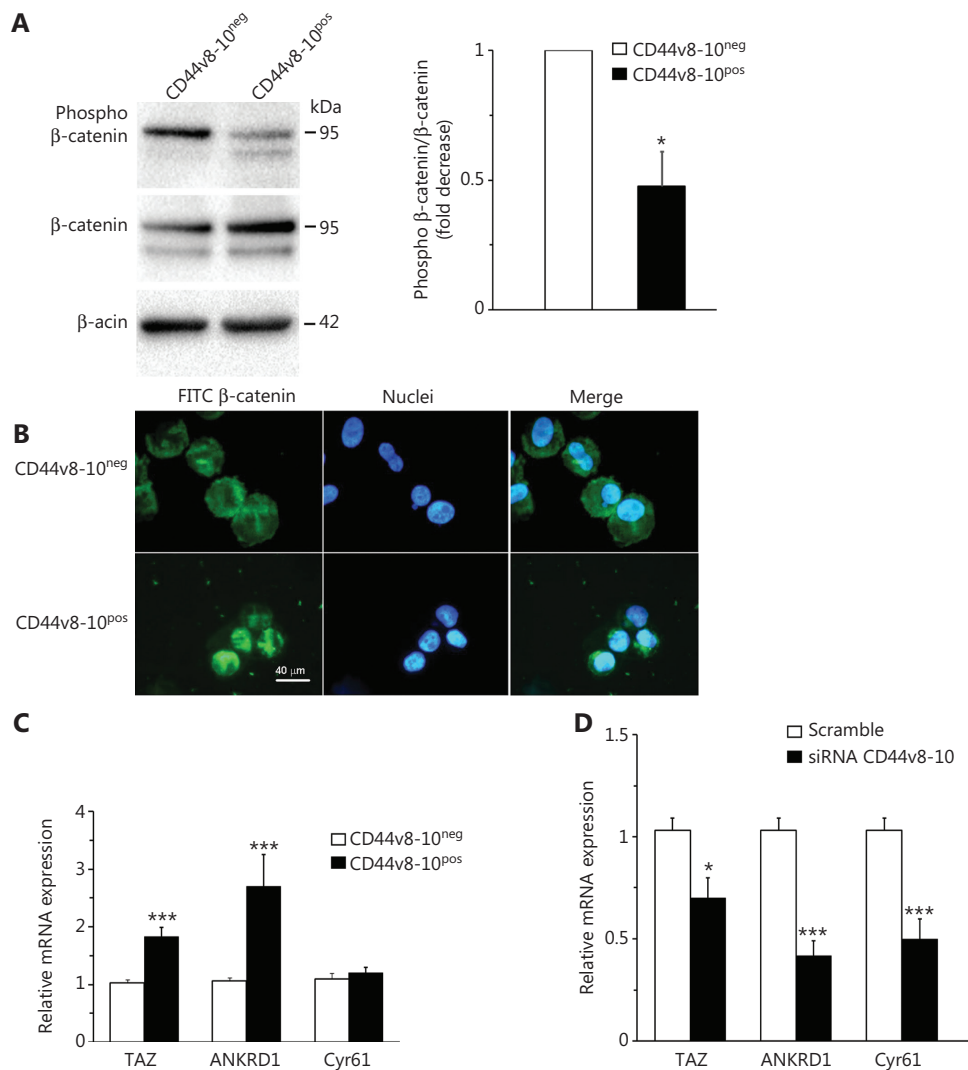 A
CD44v8-10neg
CD44v8-10pos
kDa
Phospho
β-catenin
95
β-catenin
95
β-acin
42
1
0.5
0
Phospho β-catenin/β-catenin
(fold decrease)
CD44v8-10neg
CD44v8-10pos
*
B
FITC β-catenin
Nuclei
Merge
CD44v8-10neg
CD44v8-10pos
40 µm
C
4
3
2
1
0
Relative mRNA expression
CD44v8-10neg
CD44v8-10pos
***
***
TAZ
ANKRD1
Cyr61
D
1.5
1
0.5
0
Relative mRNA expression
Scramble
siRNA CD44v8-10
*
***
***
TAZ
ANKRD1
Cyr61